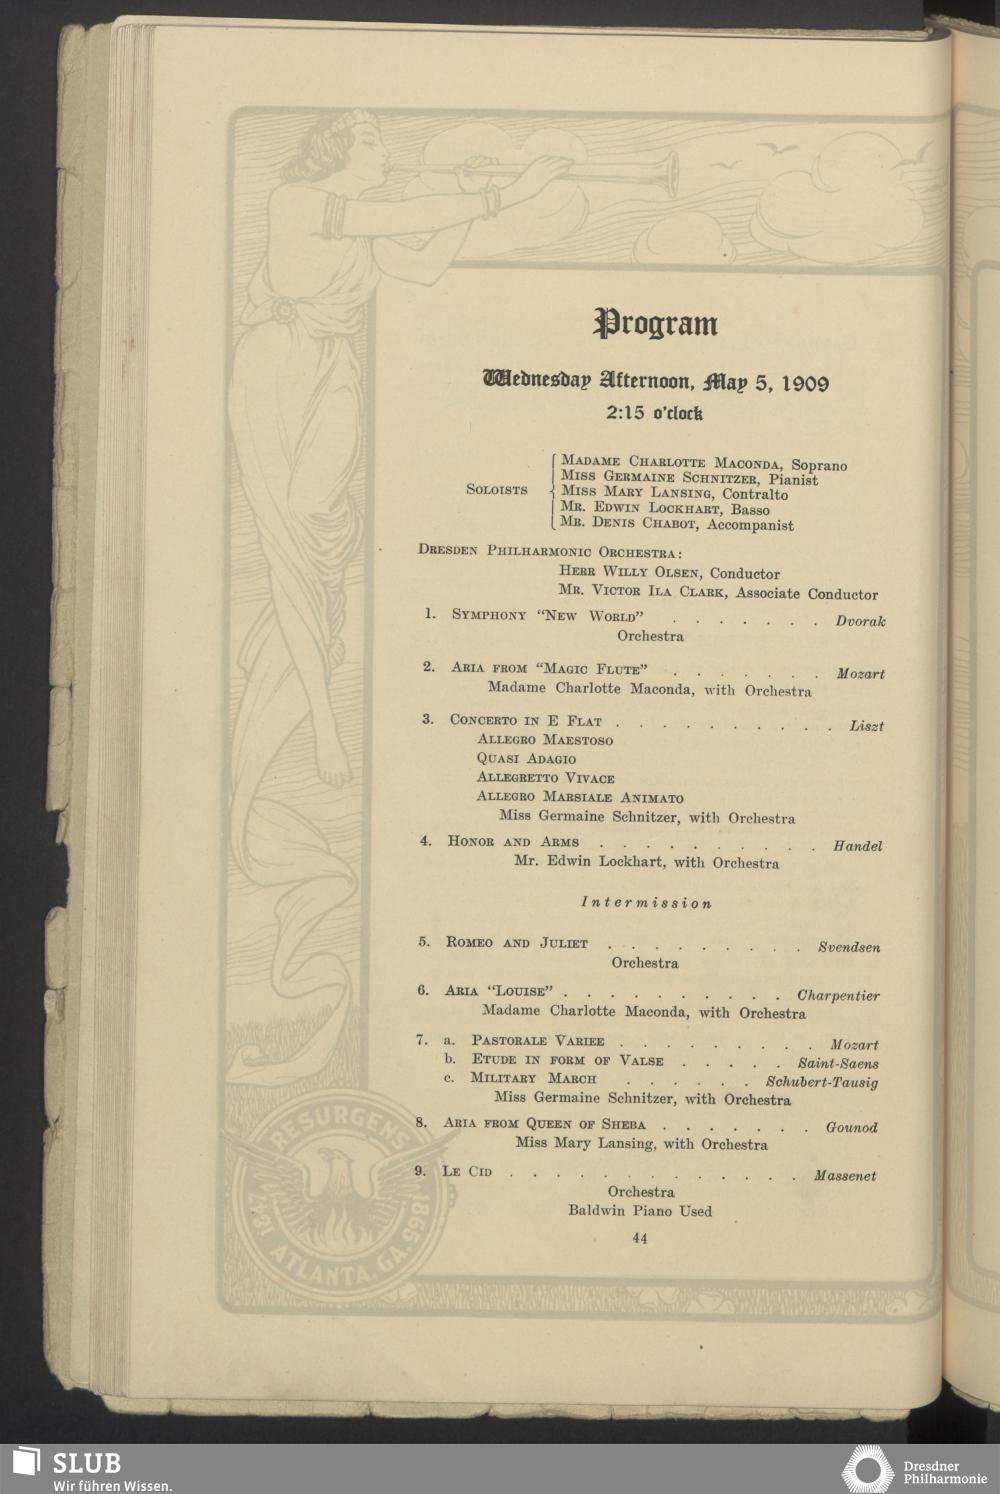 Program
Wednesday Afternoon, May 5, 1909
2:15 o'clock
Madame Charlotte Maconda, Soprano
Miss Germaine Schnitzer, Pianist
Soloists { Miss Mary Lansing, Contralto
Mr. Edwin Lockhart, Basso
Mr. Denis Chabot, Accompanist
Dresden Philharmonic Orchestra:
Herr Willy Olsen, Conductor
Mr. Victor Ila Clark, Associate Conductor
1. Symphony "New World" . . . . . . . Dvorak
Orchestra
2. Aria from "Magic Flute" . . . . . . . Mozart
Madame Charlotte Maconda, with Orchestra
3. Concerto in E Flat . . . . . . . . . . Liszt
Allegro Maestoso
Quasi Adagio
Allegretto Vivace
Allegro Marsiale Animato
Miss Germaine Schnitzer, with Orchestra
4. Honor and Arms . . . . . . . . . . Handel
Mr. Edwin Lockhart, with Orchestra
Intermission
5. Romeo and Juliet . . . . . . . . . Svendsen
Orchestra
6. Aria "Louise" . . . . . . . . . . Charpentier
Madame Charlotte Maconda, with Orchestra
7. a. Pastorale Variee . . . . . . . . . Mozart
b. Etude in form of Valse . . . . . Saint-Saens
c. Military March . . . . . . Schubert-Tausig
Miss Germaine Schnitzer, with Orchestra
8. Aria from Queen of Sheba . . . . . . . Gounod
Miss Mary Lansing, with Orchestra
9. Le Cid . . . . . . . . . . . . . Massenet
Orchestra
Baldwin Piano Used
44
RESURGENS
1847 1865
ATLANTA, GA.
SLUB
Wir führen Wissen.
Dresdner
Philharmonie